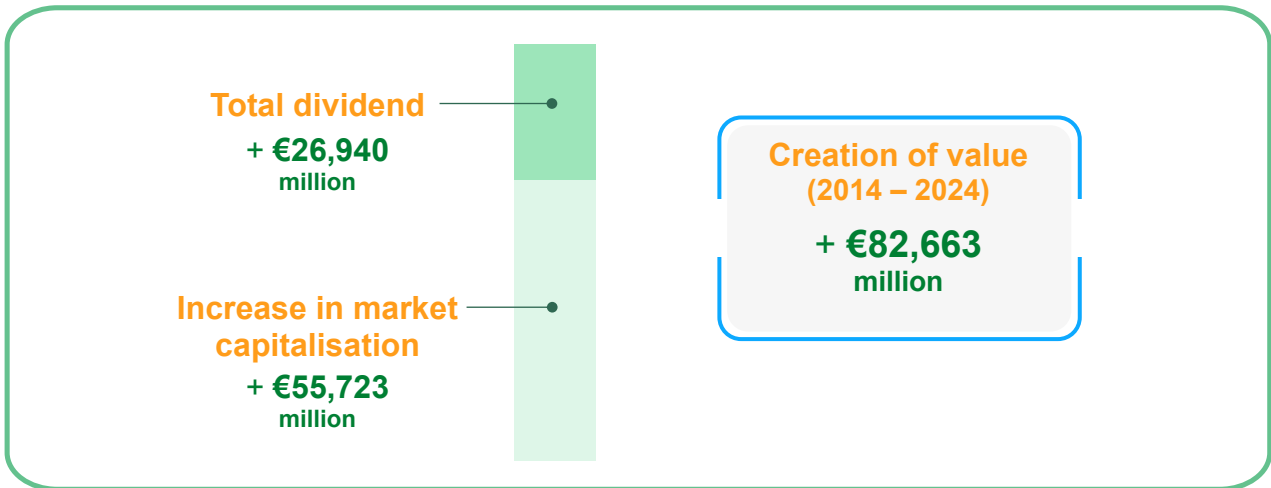 Total dividend
+ €26,940
million
Increase in market
capitalisation
+ €55,723
million
Creation of value
(2014 – 2024)
+ €82,663
million